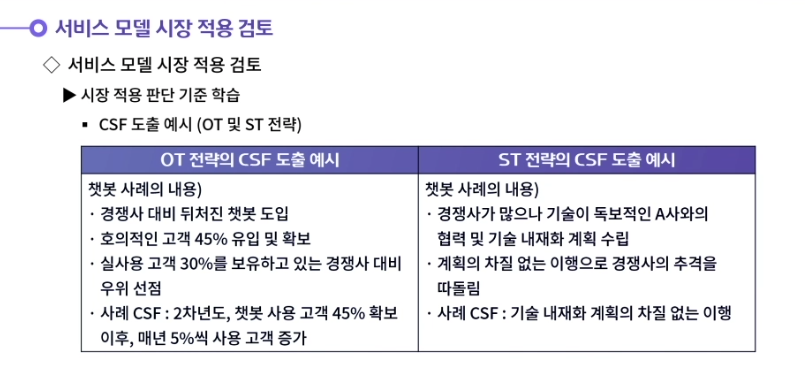 서비스 모델 시장 적용 검토
◇ 서비스 모델 시장 적용 검토
▶ 시장 적용 판단 기준 학습
▪ CSF 도출 예시 (OT 및 ST 전략)
OT 전략의 CSF 도출 예시
챗봇 사례의 내용)
· 경쟁사 대비 뒤처진 챗봇 도입
· 호의적인 고객 45% 유입 및 확보
· 실사용 고객 30%를 보유하고 있는 경쟁사 대비
우위 선점
· 사례 CSF : 2차년도, 챗봇 사용 고객 45% 확보
이후, 매년 5%씩 사용 고객 증가
ST 전략의 CSF 도출 예시
챗봇 사례의 내용)
· 경쟁사가 많으나 기술이 독보적인 A사와의
협력 및 기술 내재화 계획 수립
· 계획의 차질 없는 이행으로 경쟁사의 추격을
따돌림
· 사례 CSF : 기술 내재화 계획의 차질 없는 이행